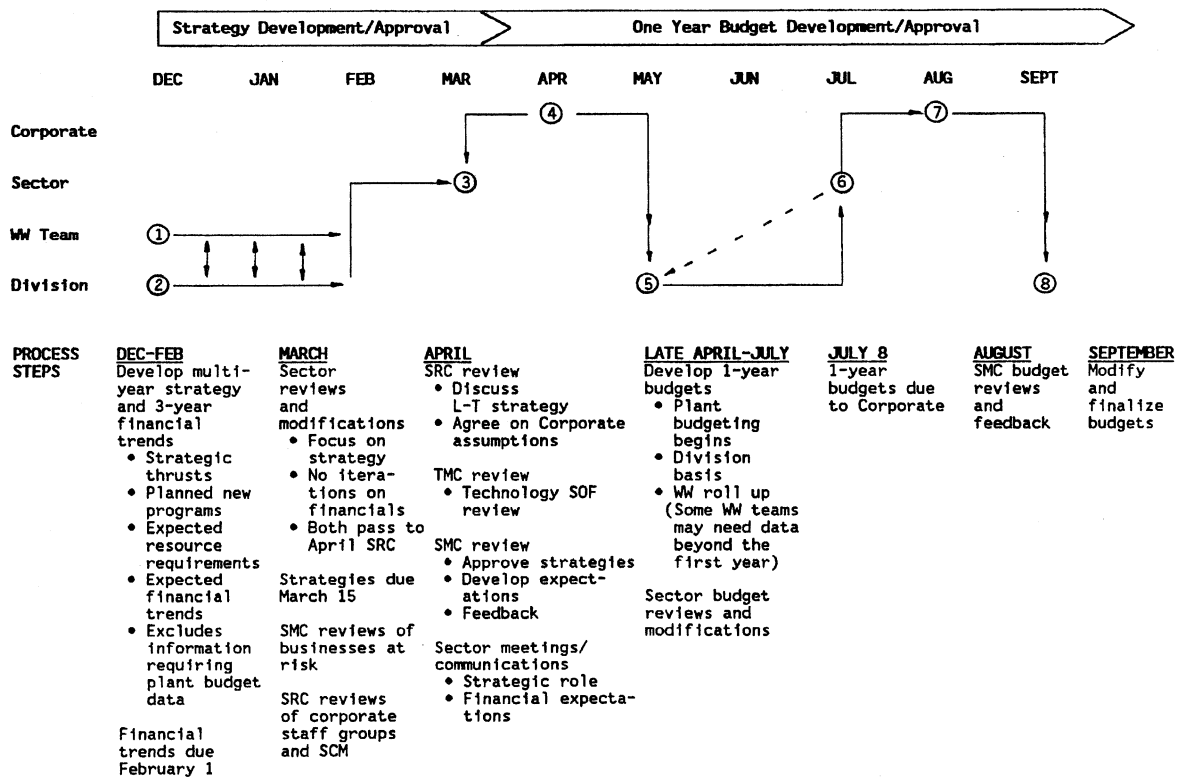 Strategy Development/Approval
One Year Budget Development/Approval
DEC JAN FEB MAR APR MAY JUN JUL AUG SEPT
Corporate
Sector
WW Team
Division
4
7
3
6
1
2
5
8
PROCESS
STEPS
DEC-FEB
Develop multi-
year strategy
and 3-year
financial
trends
• Strategic
thrusts
• Planned new
programs
• Expected
resource
requirements
• Expected
financial
trends
• Excludes
information
requiring
plant budget
data
Financial
trends due
February 1
MARCH
Sector
reviews
and
modifications
• Focus on
strategy
• No itera-
tions on
financials
• Both pass to
April SRC
Strategies due
March 15
SMC reviews of
businesses at
risk
SRC reviews
of corporate
staff groups
and SCM
APRIL
SRC review
• Discuss
L-T strategy
• Agree on Corporate
assumptions
TMC review
• Technology SOF
review
SMC review
• Approve strategies
• Develop expect-
ations
• Feedback
Sector meetings/
communications
• Strategic role
• Financial expecta-
tions
LATE APRIL-JULY
Develop 1-year
budgets
• Plant
budgeting
begins
• Division
basis
• WW roll up
(Some WW teams
may need data
beyond the
first year)
Sector budget
reviews and
modifications
JULY 8
1-year
budgets due
to Corporate
AUGUST
SMC budget
reviews
and
feedback
SEPTEMBER
Modify
and
finalize
budgets